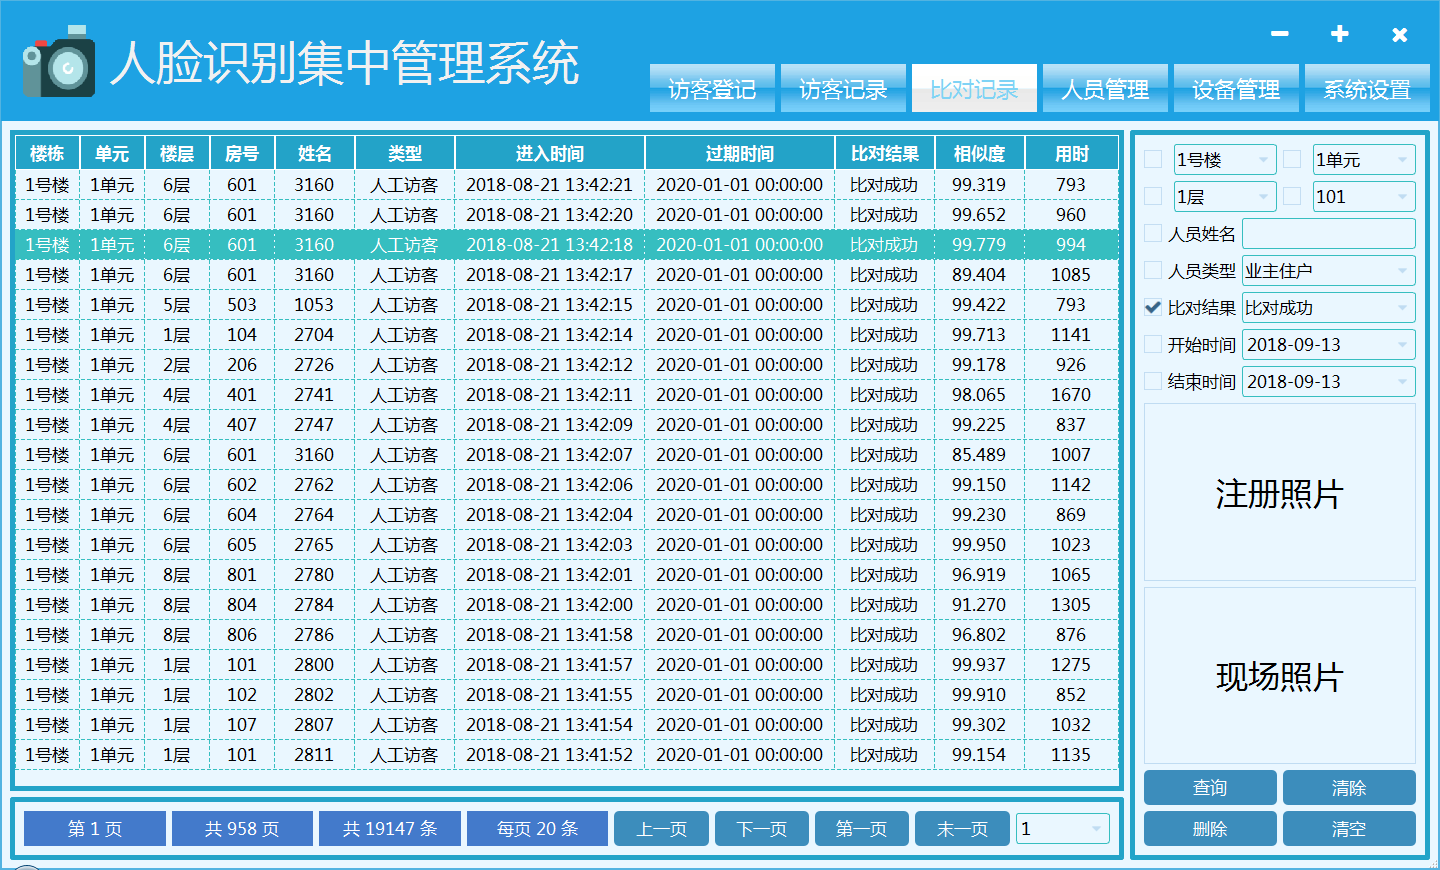 人脸识别集中管理系统
访客登记 访客记录 比对记录 人员管理 设备管理 系统设置
楼栋 单元 楼层 房号 姓名 类型 进入时间 过期时间 比对结果 相似度 用时
1号楼 1单元 6层 601 3160 人工访客 2018-08-21 13:42:21 2020-01-01 00:00:00 比对成功 99.319 793
1号楼 1单元 6层 601 3160 人工访客 2018-08-21 13:42:20 2020-01-01 00:00:00 比对成功 99.652 960
1号楼 1单元 6层 601 3160 人工访客 2018-08-21 13:42:18 2020-01-01 00:00:00 比对成功 99.779 994
1号楼 1单元 6层 601 3160 人工访客 2018-08-21 13:42:17 2020-01-01 00:00:00 比对成功 89.404 1085
1号楼 1单元 5层 503 1053 人工访客 2018-08-21 13:42:15 2020-01-01 00:00:00 比对成功 99.422 793
1号楼 1单元 1层 104 2704 人工访客 2018-08-21 13:42:14 2020-01-01 00:00:00 比对成功 99.713 1141
1号楼 1单元 2层 206 2726 人工访客 2018-08-21 13:42:12 2020-01-01 00:00:00 比对成功 99.178 926
1号楼 1单元 4层 401 2741 人工访客 2018-08-21 13:42:11 2020-01-01 00:00:00 比对成功 98.065 1670
1号楼 1单元 4层 407 2747 人工访客 2018-08-21 13:42:09 2020-01-01 00:00:00 比对成功 99.225 837
1号楼 1单元 6层 601 3160 人工访客 2018-08-21 13:42:07 2020-01-01 00:00:00 比对成功 85.489 1007
1号楼 1单元 6层 602 2762 人工访客 2018-08-21 13:42:06 2020-01-01 00:00:00 比对成功 99.150 1142
1号楼 1单元 6层 604 2764 人工访客 2018-08-21 13:42:04 2020-01-01 00:00:00 比对成功 99.230 869
1号楼 1单元 6层 605 2765 人工访客 2018-08-21 13:42:03 2020-01-01 00:00:00 比对成功 99.950 1023
1号楼 1单元 8层 801 2780 人工访客 2018-08-21 13:42:01 2020-01-01 00:00:00 比对成功 96.919 1065
1号楼 1单元 8层 804 2784 人工访客 2018-08-21 13:42:00 2020-01-01 00:00:00 比对成功 91.270 1305
1号楼 1单元 8层 806 2786 人工访客 2018-08-21 13:41:58 2020-01-01 00:00:00 比对成功 96.802 876
1号楼 1单元 1层 101 2800 人工访客 2018-08-21 13:41:57 2020-01-01 00:00:00 比对成功 99.937 1275
1号楼 1单元 1层 102 2802 人工访客 2018-08-21 13:41:55 2020-01-01 00:00:00 比对成功 99.910 852
1号楼 1单元 1层 107 2807 人工访客 2018-08-21 13:41:54 2020-01-01 00:00:00 比对成功 99.302 1032
1号楼 1单元 1层 101 2811 人工访客 2018-08-21 13:41:52 2020-01-01 00:00:00 比对成功 99.154 1135
第 1 页 共 958 页 共 19147 条 每页 20 条 上一页 下一页 第一页 末一页 1
1号楼 1单元
1层 101
人员姓名
人员类型 业主住户
比对结果 比对成功
开始时间 2018-09-13
结束时间 2018-09-13
注册照片
现场照片
查询 清除
删除 清空